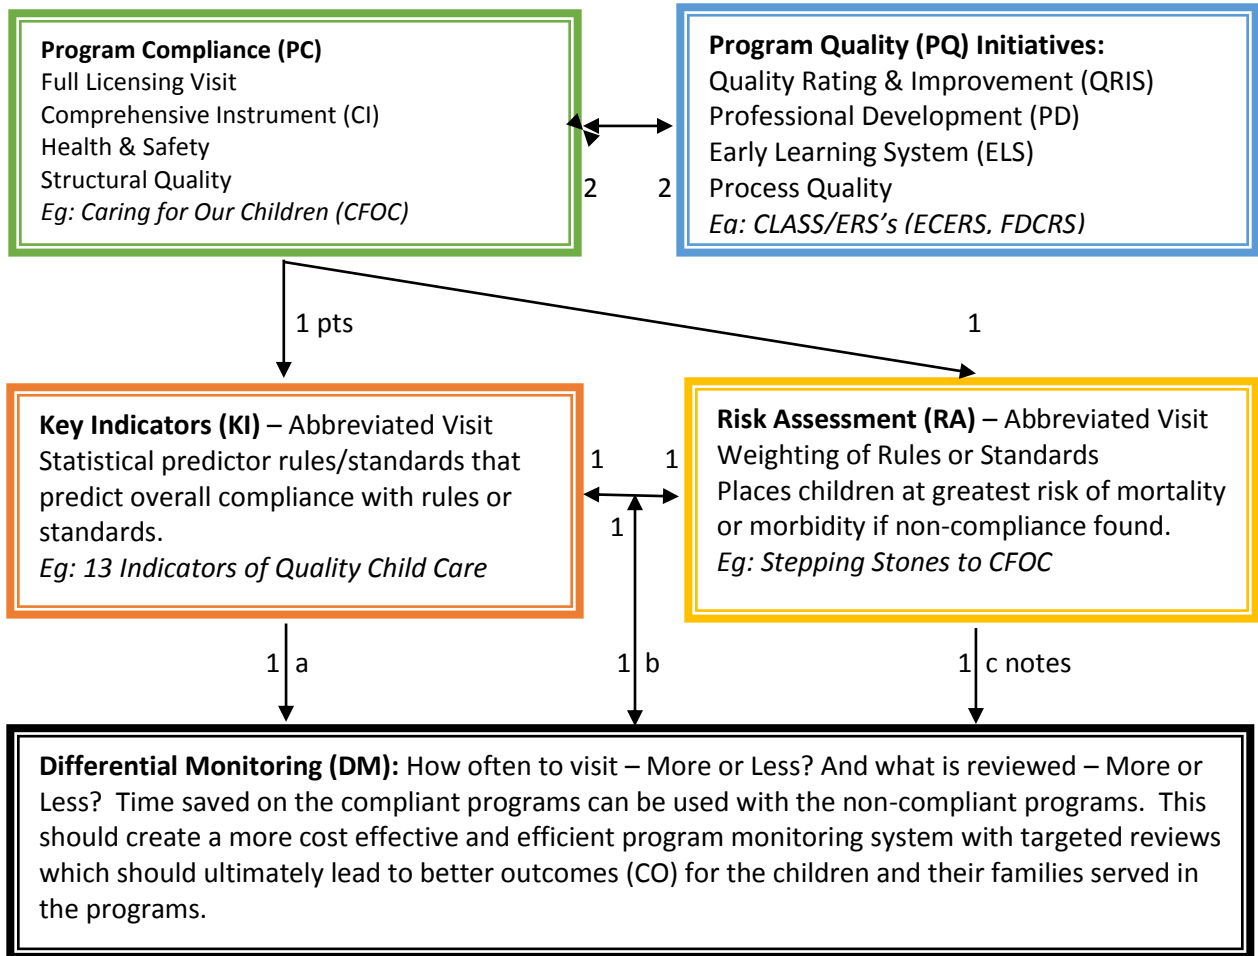 Program Compliance (PC)
Full Licensing Visit
Comprehensive Instrument (CI)
Health & Safety
Structural Quality
Eg: Caring for Our Children (CFOC)
Program Quality (PQ) Initiatives:
Quality Rating & Improvement (QRIS)
Professional Development (PD)
Early Learning System (ELS)
Process Quality
Eg: CLASS/ERS’s (ECERS, FDCRS)
2
2
1 pts
1
Key Indicators (KI) – Abbreviated Visit
Statistical predictor rules/standards that
predict overall compliance with rules or
standards.
Eg: 13 Indicators of Quality Child Care
1
1
1
Risk Assessment (RA) – Abbreviated Visit
Weighting of Rules or Standards
Places children at greatest risk of mortality
or morbidity if non-compliance found.
Eg: Stepping Stones to CFOC
1 a
1 b
1 c notes
Differential Monitoring (DM): How often to visit – More or Less? And what is reviewed – More or
Less?  Time saved on the compliant programs can be used with the non-compliant programs.  This
should create a more cost effective and efficient program monitoring system with targeted reviews
which should ultimately lead to better outcomes (CO) for the children and their families served in
the programs.